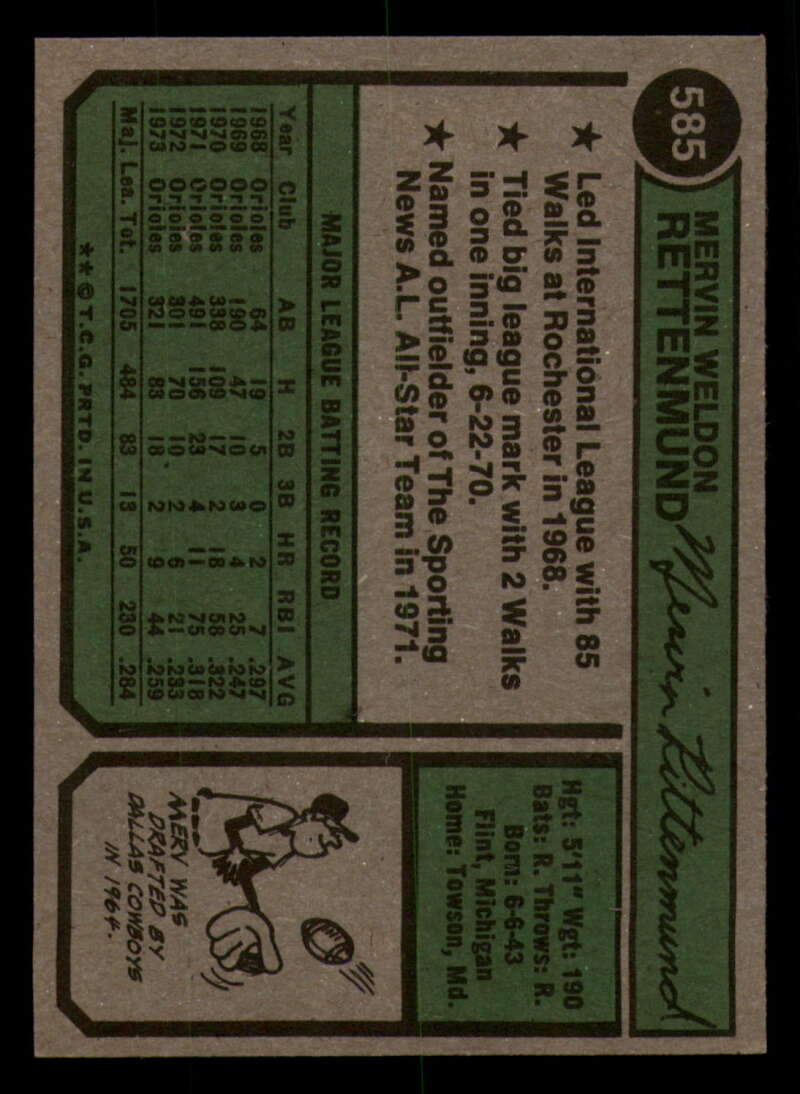 585
MERVIN WELDON
RETTENMUND
Mervin Rettenmund
★ Led International League with 85
Walks at Rochester in 1968.
★ Tied big league mark with 2 Walks
in one inning, 6-22-70.
★ Named outfielder of The Sporting
News A.L. All-Star Team in 1971.
MAJOR LEAGUE BATTING RECORD
Year Club AB H 2B 3B HR RBI AVG
1968 Orioles 64 19 5 0 2 7 .297
1969 Orioles 190 47 10 3 4 25 .247
1970 Orioles 338 109 17 2 18 58 .322
1971 Orioles 491 156 23 4 11 75 .318
1972 Orioles 301 70 10 2 6 21 .233
1973 Orioles 321 83 18 2 9 44 .259
Maj. Lea. Tot. 1705 484 83 13 50 230 .284
**©T.C.G. PRTD. IN U.S.A.
Hgt: 5'11" Wgt: 190
Bats: R. Throws: R.
Born: 6-6-43
Flint, Michigan
Home: Towson, Md.
MERV WAS
DRAFTED BY
DALLAS COWBOYS
IN 1964.